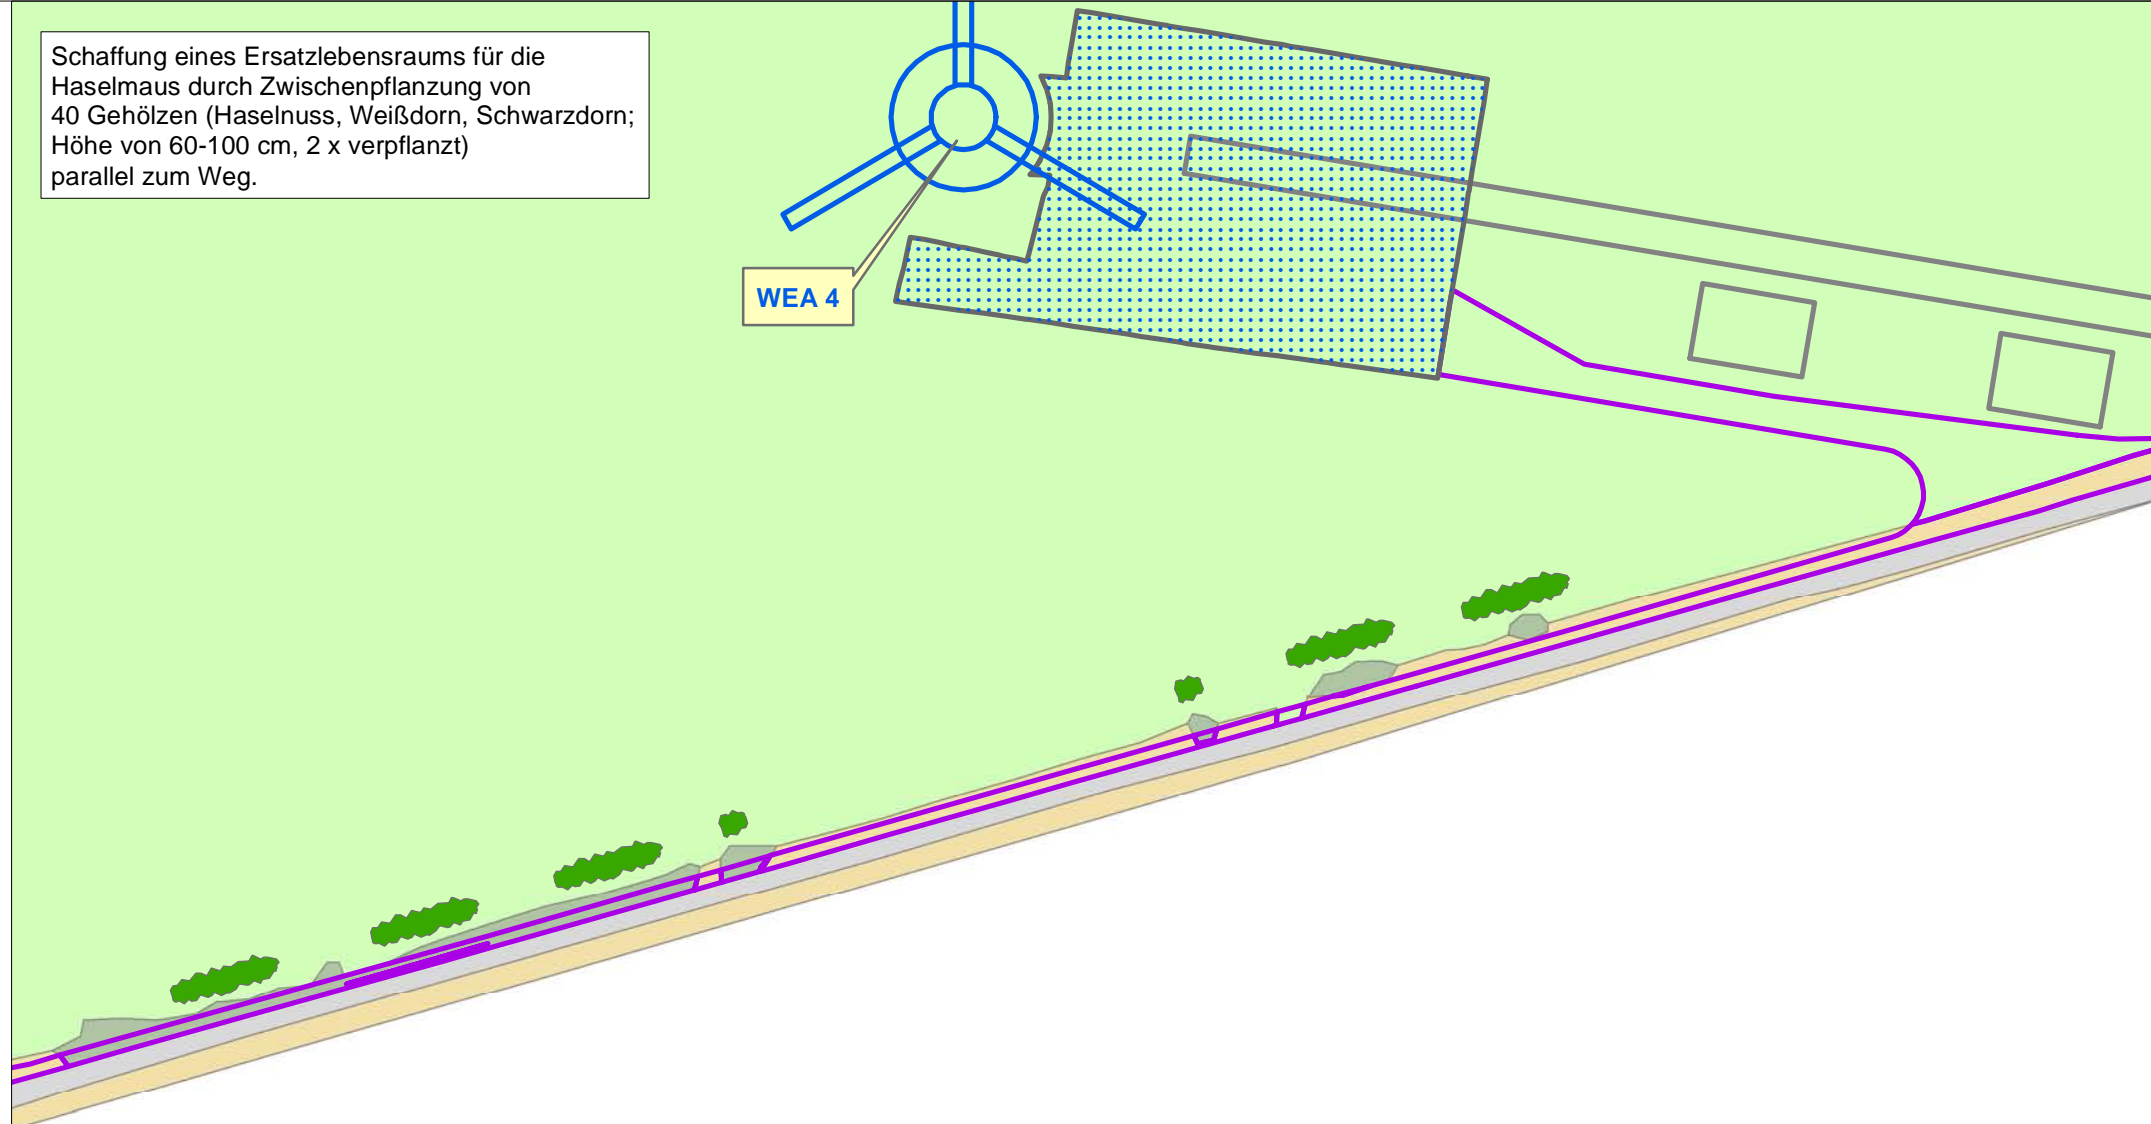 Schaffung eines Ersatzlebensraums für die
Haselmaus durch Zwischenpflanzung von
40 Gehölzen (Haselnuss, Weißdorn, Schwarzdorn;
Höhe von 60-100 cm, 2 x verpflanzt)
parallel zum Weg.
WEA 4